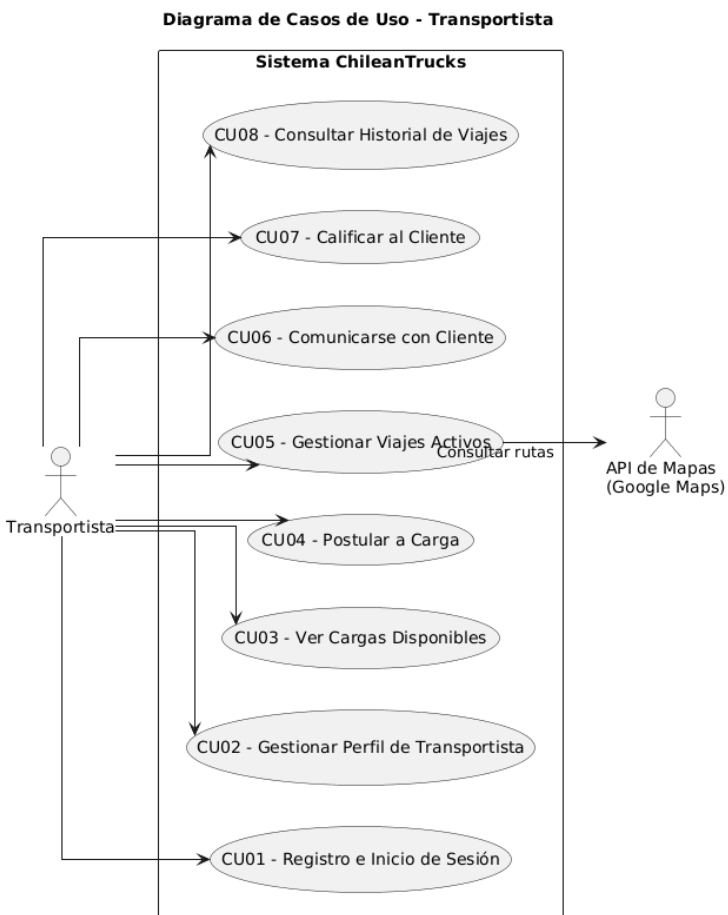 Diagrama de Casos de Uso - Transportista
Sistema ChileanTrucks
CU08 - Consultar Historial de Viajes
CU07 - Calificar al Cliente
CU06 - Comunicarse con Cliente
CU05 - Gestionar Viajes Activos
Consultar rutas
API de Mapas
(Google Maps)
Transportista
CU04 - Postular a Carga
CU03 - Ver Cargas Disponibles
CU02 - Gestionar Perfil de Transportista
CU01 - Registro e Inicio de Sesión